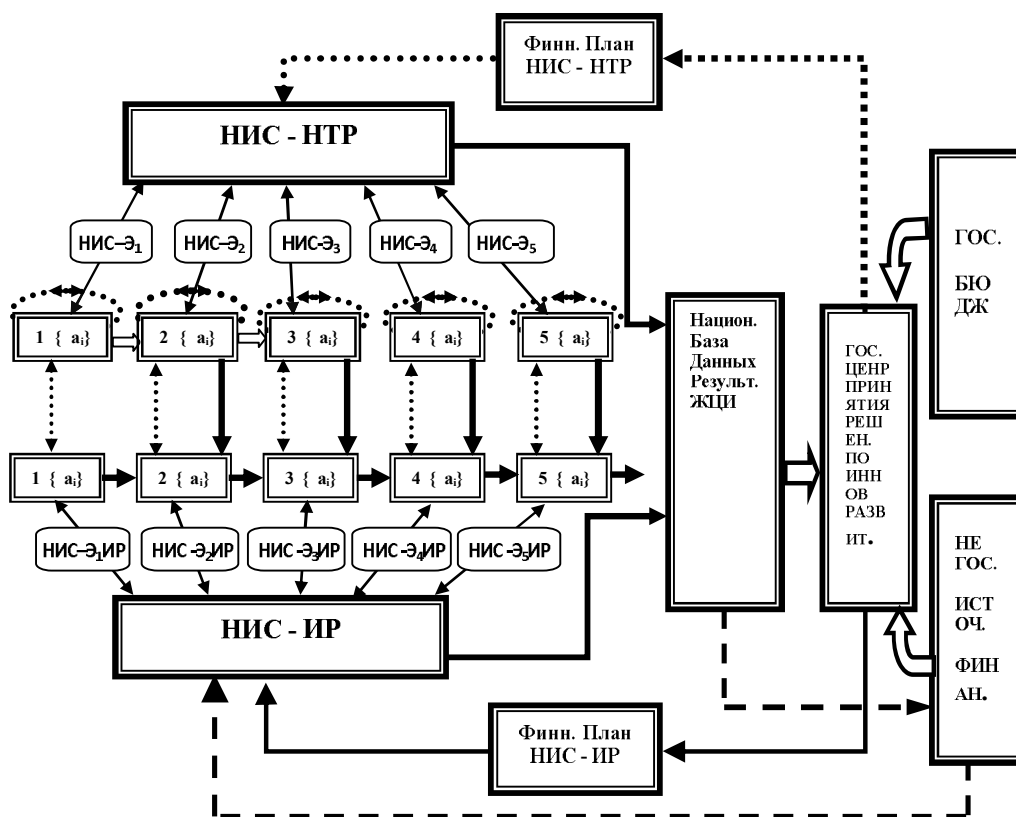 Финн. План
НИС - НТР
НИС - НТР
НИС–Э₁
НИС–Э₂
НИС-Э₃
НИС-Э₄
НИС-Э₅
ГОС.
БЮ
ДЖ
1 { aᵢ}
2 { aᵢ}
3 { aᵢ}
4 { aᵢ}
5 { aᵢ}
Национ.
База
Данных
Результ.
ЖЦИ
ГОС.
ЦЕНР
ПРИН
ЯТИЯ
РЕШ
ЕН.
ПО
ИНН
ОВ
РАЗВ
ИТ.
1 { aᵢ}
2 { aᵢ}
3 { aᵢ}
4 { aᵢ}
5 { aᵢ}
НИС–Э₁ИР
НИС-Э₂ИР
НИС-Э₃ИР
НИС-Э₄ИР
НИС-Э₅ИР
НЕ
ГОС.
ИСТ
ОЧ.
ФИН
АН.
НИС - ИР
Финн. План
НИС - ИР